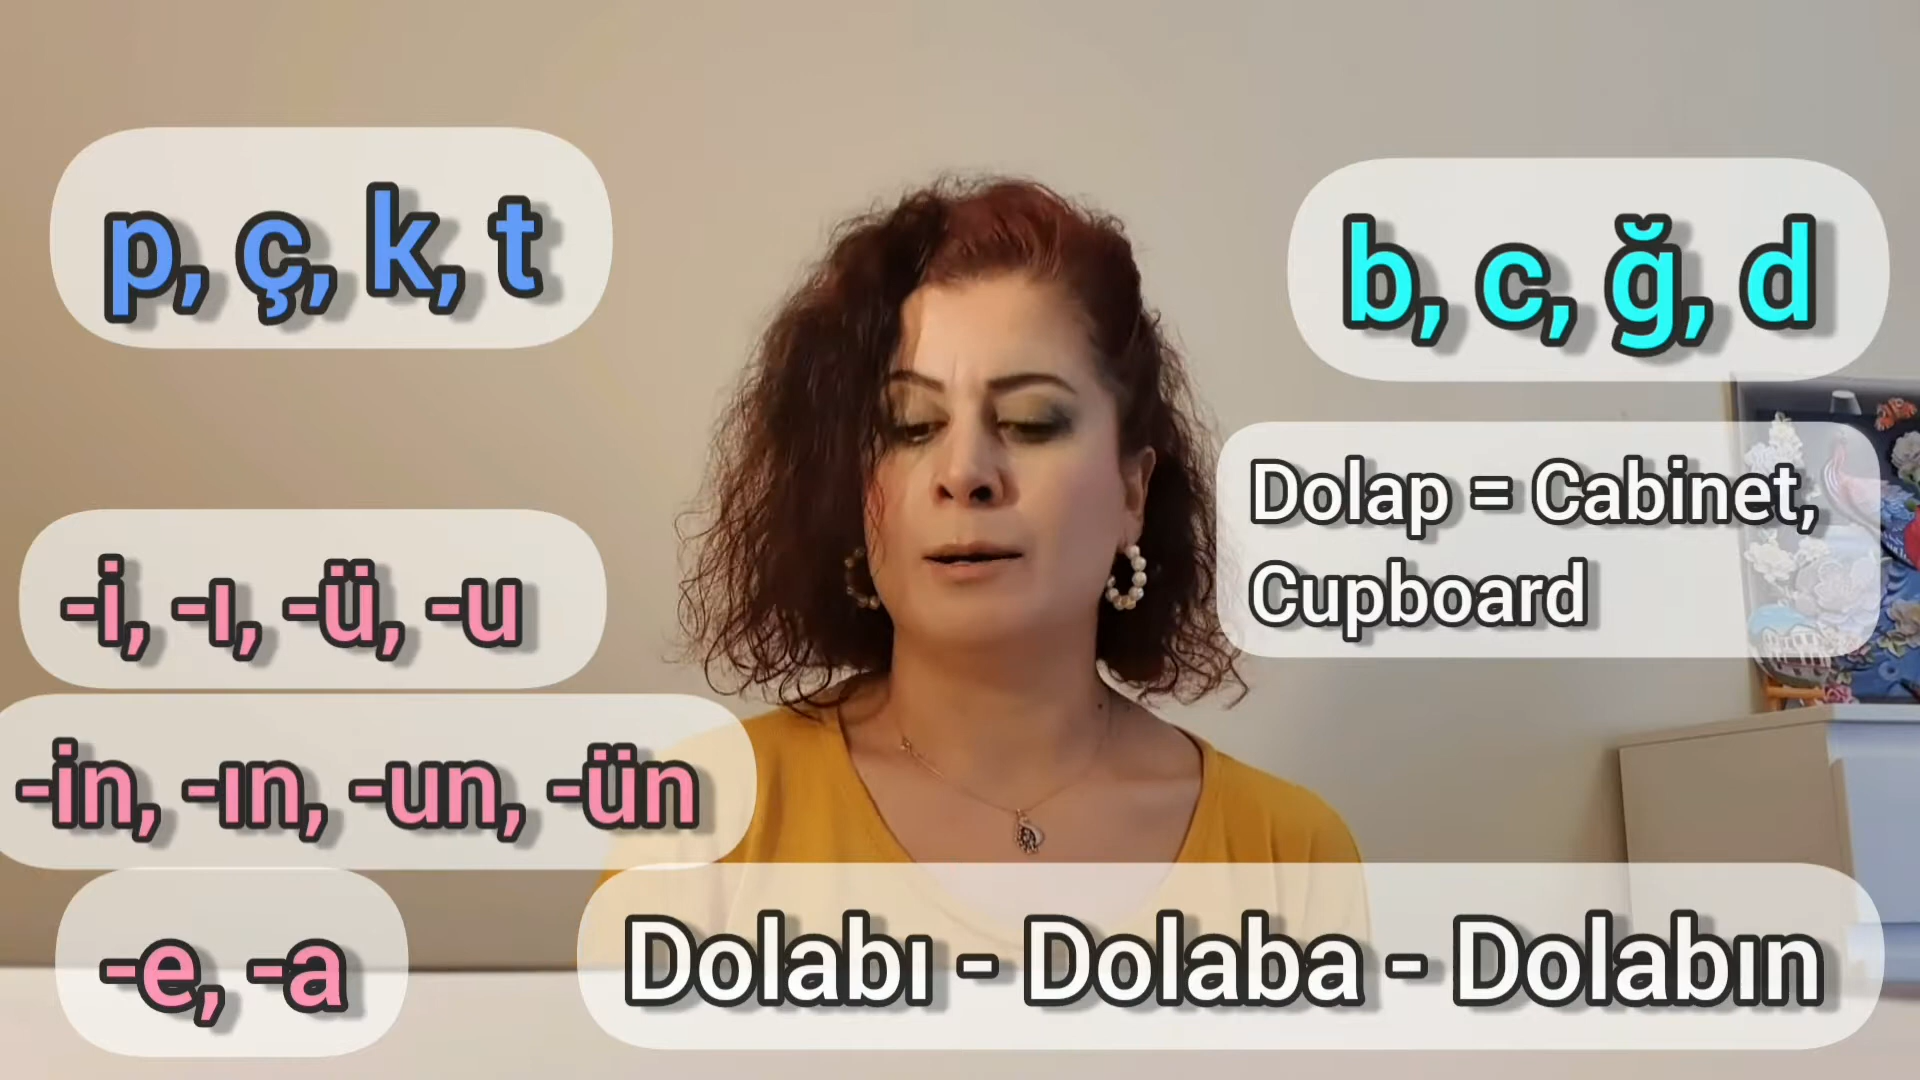 p, ç, k, t
b, c, ğ, d
Dolap = Cabinet,
Cupboard
-i, -ı, -ü, -u
-in, -ın, -un, -ün
-e, -a
Dolabı - Dolaba - Dolabın